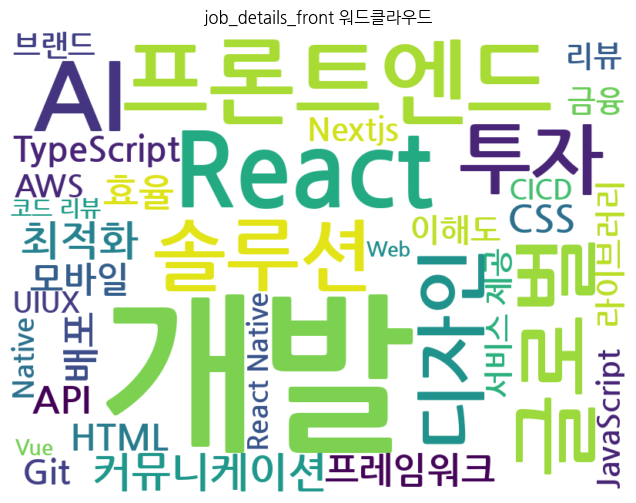 job_details_front 워드클라우드
브랜드
AI
프론트엔드
리뷰
금융
TypeScript
React
Nextjs
투자
AWS
효율
CICD
코드 리뷰
CSS
최적화
솔루션
Web
이해도
라이브러리
모바일
UIUX
개발
디자인
서비스 제공
글로벌
Native
배포
React Native
JavaScript
API
HTML
Vue
Git
커뮤니케이션
프레임워크